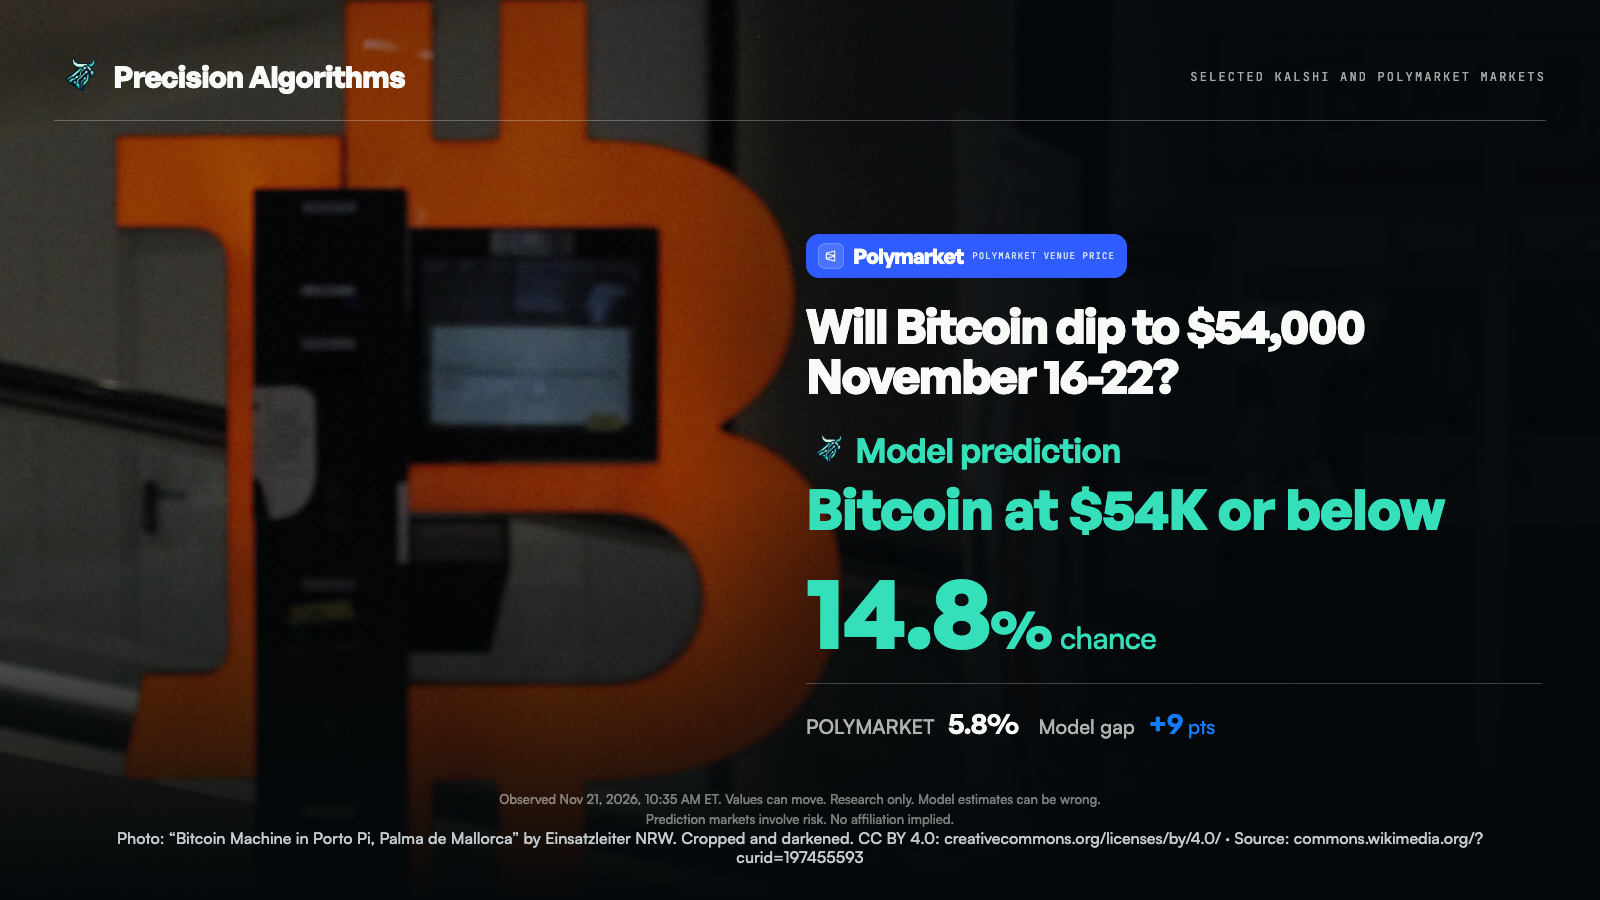 Precision Algorithms
SELECTED KALSHI AND POLYMARKET MARKETS
Polymarket POLYMARKET VENUE PRICE
Will Bitcoin dip to $54,000
November 16-22?
Model prediction
Bitcoin at $54K or below
14.8% chance
POLYMARKET 5.8% Model gap +9 pts
Observed Nov 21, 2026, 10:35 AM ET. Values can move. Research only. Model estimates can be wrong.
Prediction markets involve risk. No affiliation implied.
Photo: “Bitcoin Machine in Porto Pi, Palma de Mallorca” by Einsatzleiter NRW. Cropped and darkened. CC BY 4.0: creativecommons.org/licenses/by/4.0/ · Source: commons.wikimedia.org/?
curid=197455593